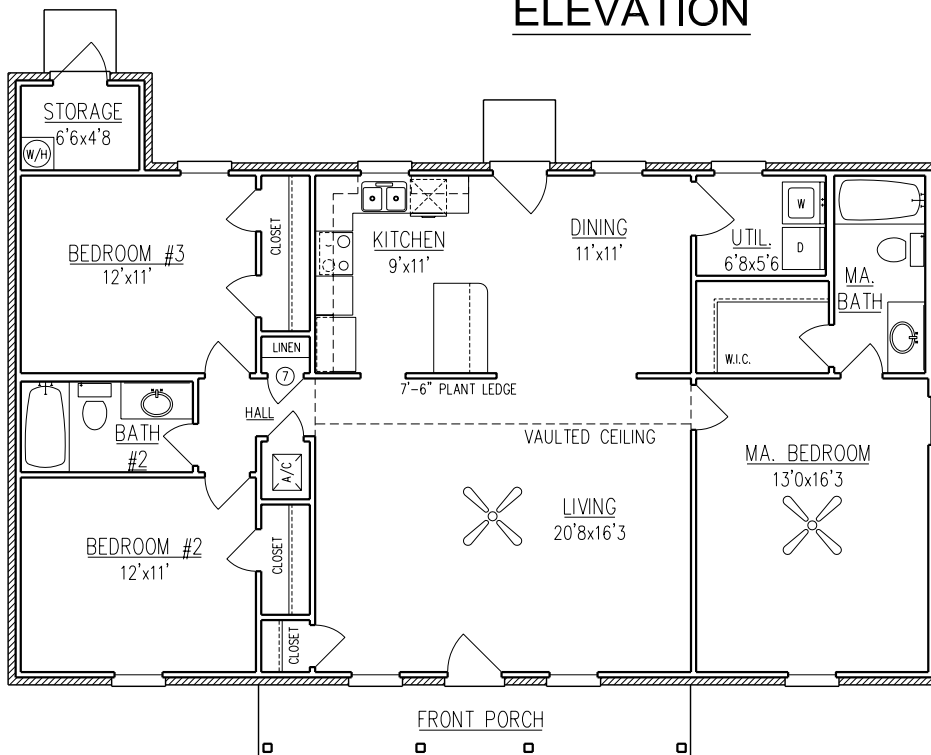 ELEVATION
STORAGE
6'6x4'8
W/H
BEDROOM #3
12'x11'
CLOSET
KITCHEN
9'x11'
DINING
11'x11'
UTIL.
6'8x5'6
W
D
MA.
BATH
W.I.C.
LINEN
7
7'-6" PLANT LEDGE
HALL
BATH
#2
A/C
VAULTED CEILING
MA. BEDROOM
13'0x16'3
LIVING
20'8x16'3
BEDROOM #2
12'x11'
CLOSET
CLOSET
FRONT PORCH